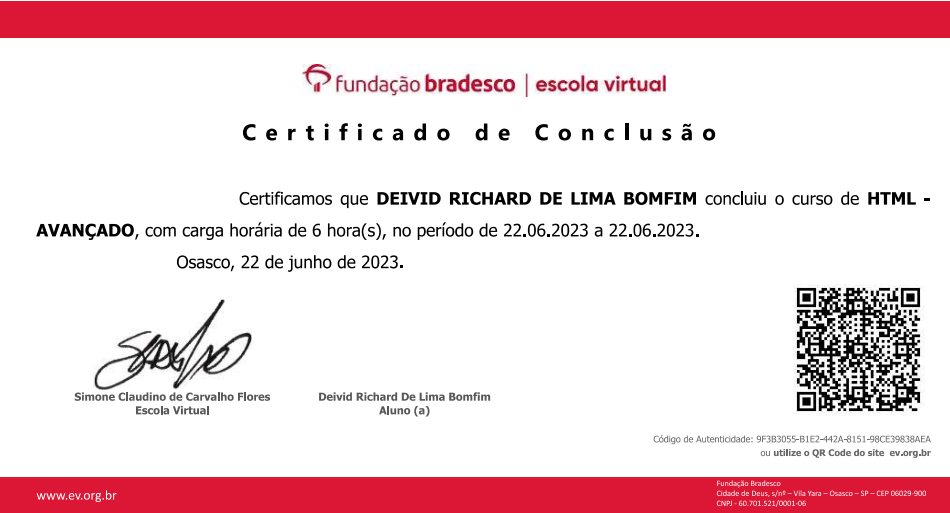 fundação bradesco | escola virtual
Certificado de Conclusão
Certificamos que DEIVID RICHARD DE LIMA BOMFIM concluiu o curso de HTML -
AVANÇADO, com carga horária de 6 hora(s), no período de 22.06.2023 a 22.06.2023.
Osasco, 22 de junho de 2023.
Simone Claudino de Carvalho Flores
Escola Virtual
Deivid Richard De Lima Bomfim
Aluno (a)
Código de Autenticidade: 9F3B3055-B1E2-442A-8151-98CE39838AEA
ou utilize o QR Code do site ev.org.br
www.ev.org.br
Fundação Bradesco
Cidade de Deus, s/nº – Vila Yara – Osasco – SP – CEP 06029-900
CNPJ - 60.701.521/0001-06